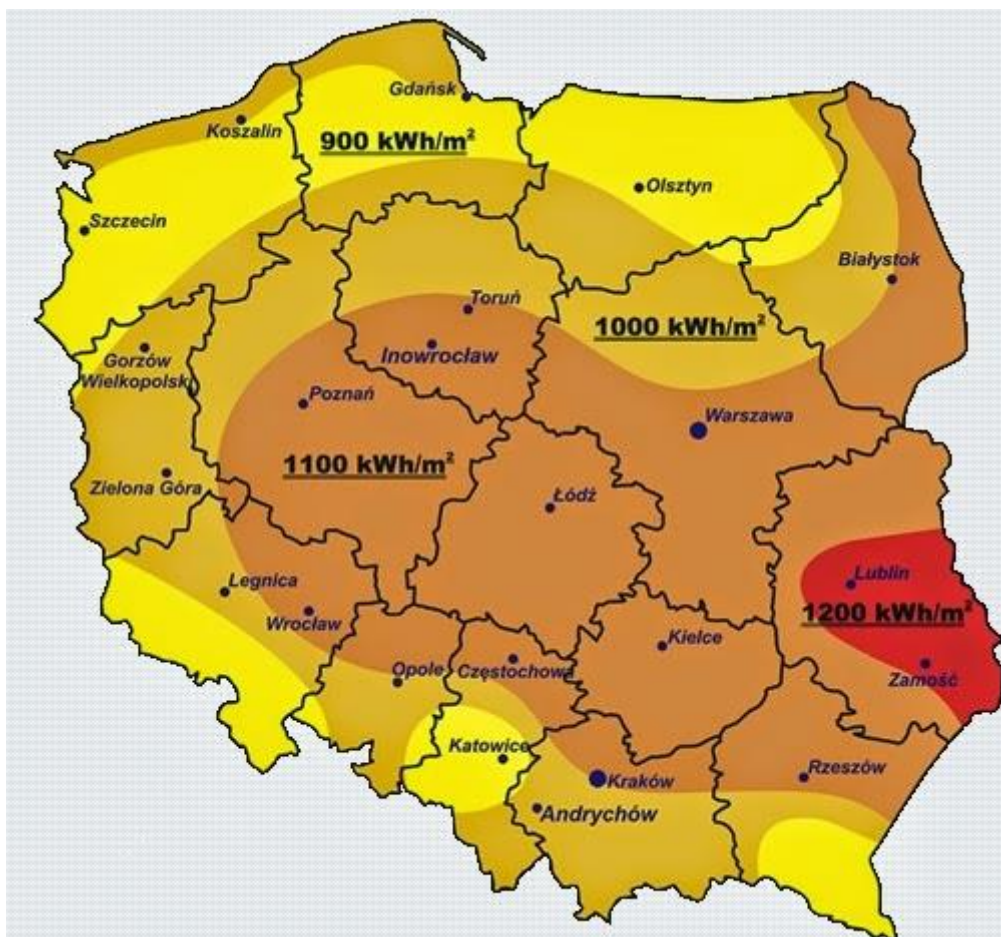 Gdańsk
Koszalin
900 kWh/m²
Olsztyn
Szczecin
Białystok
Toruń
1000 kWh/m²
Inowrocław
Gorzów
Wielkopolski
Poznań
Warszawa
1100 kWh/m²
Zielona Góra
Łódź
Legnica
Lublin
1200 kWh/m²
Wrocław
Kielce
Opole
Częstochowa
Zamość
Katowice
Rzeszów
Kraków
Andrychów